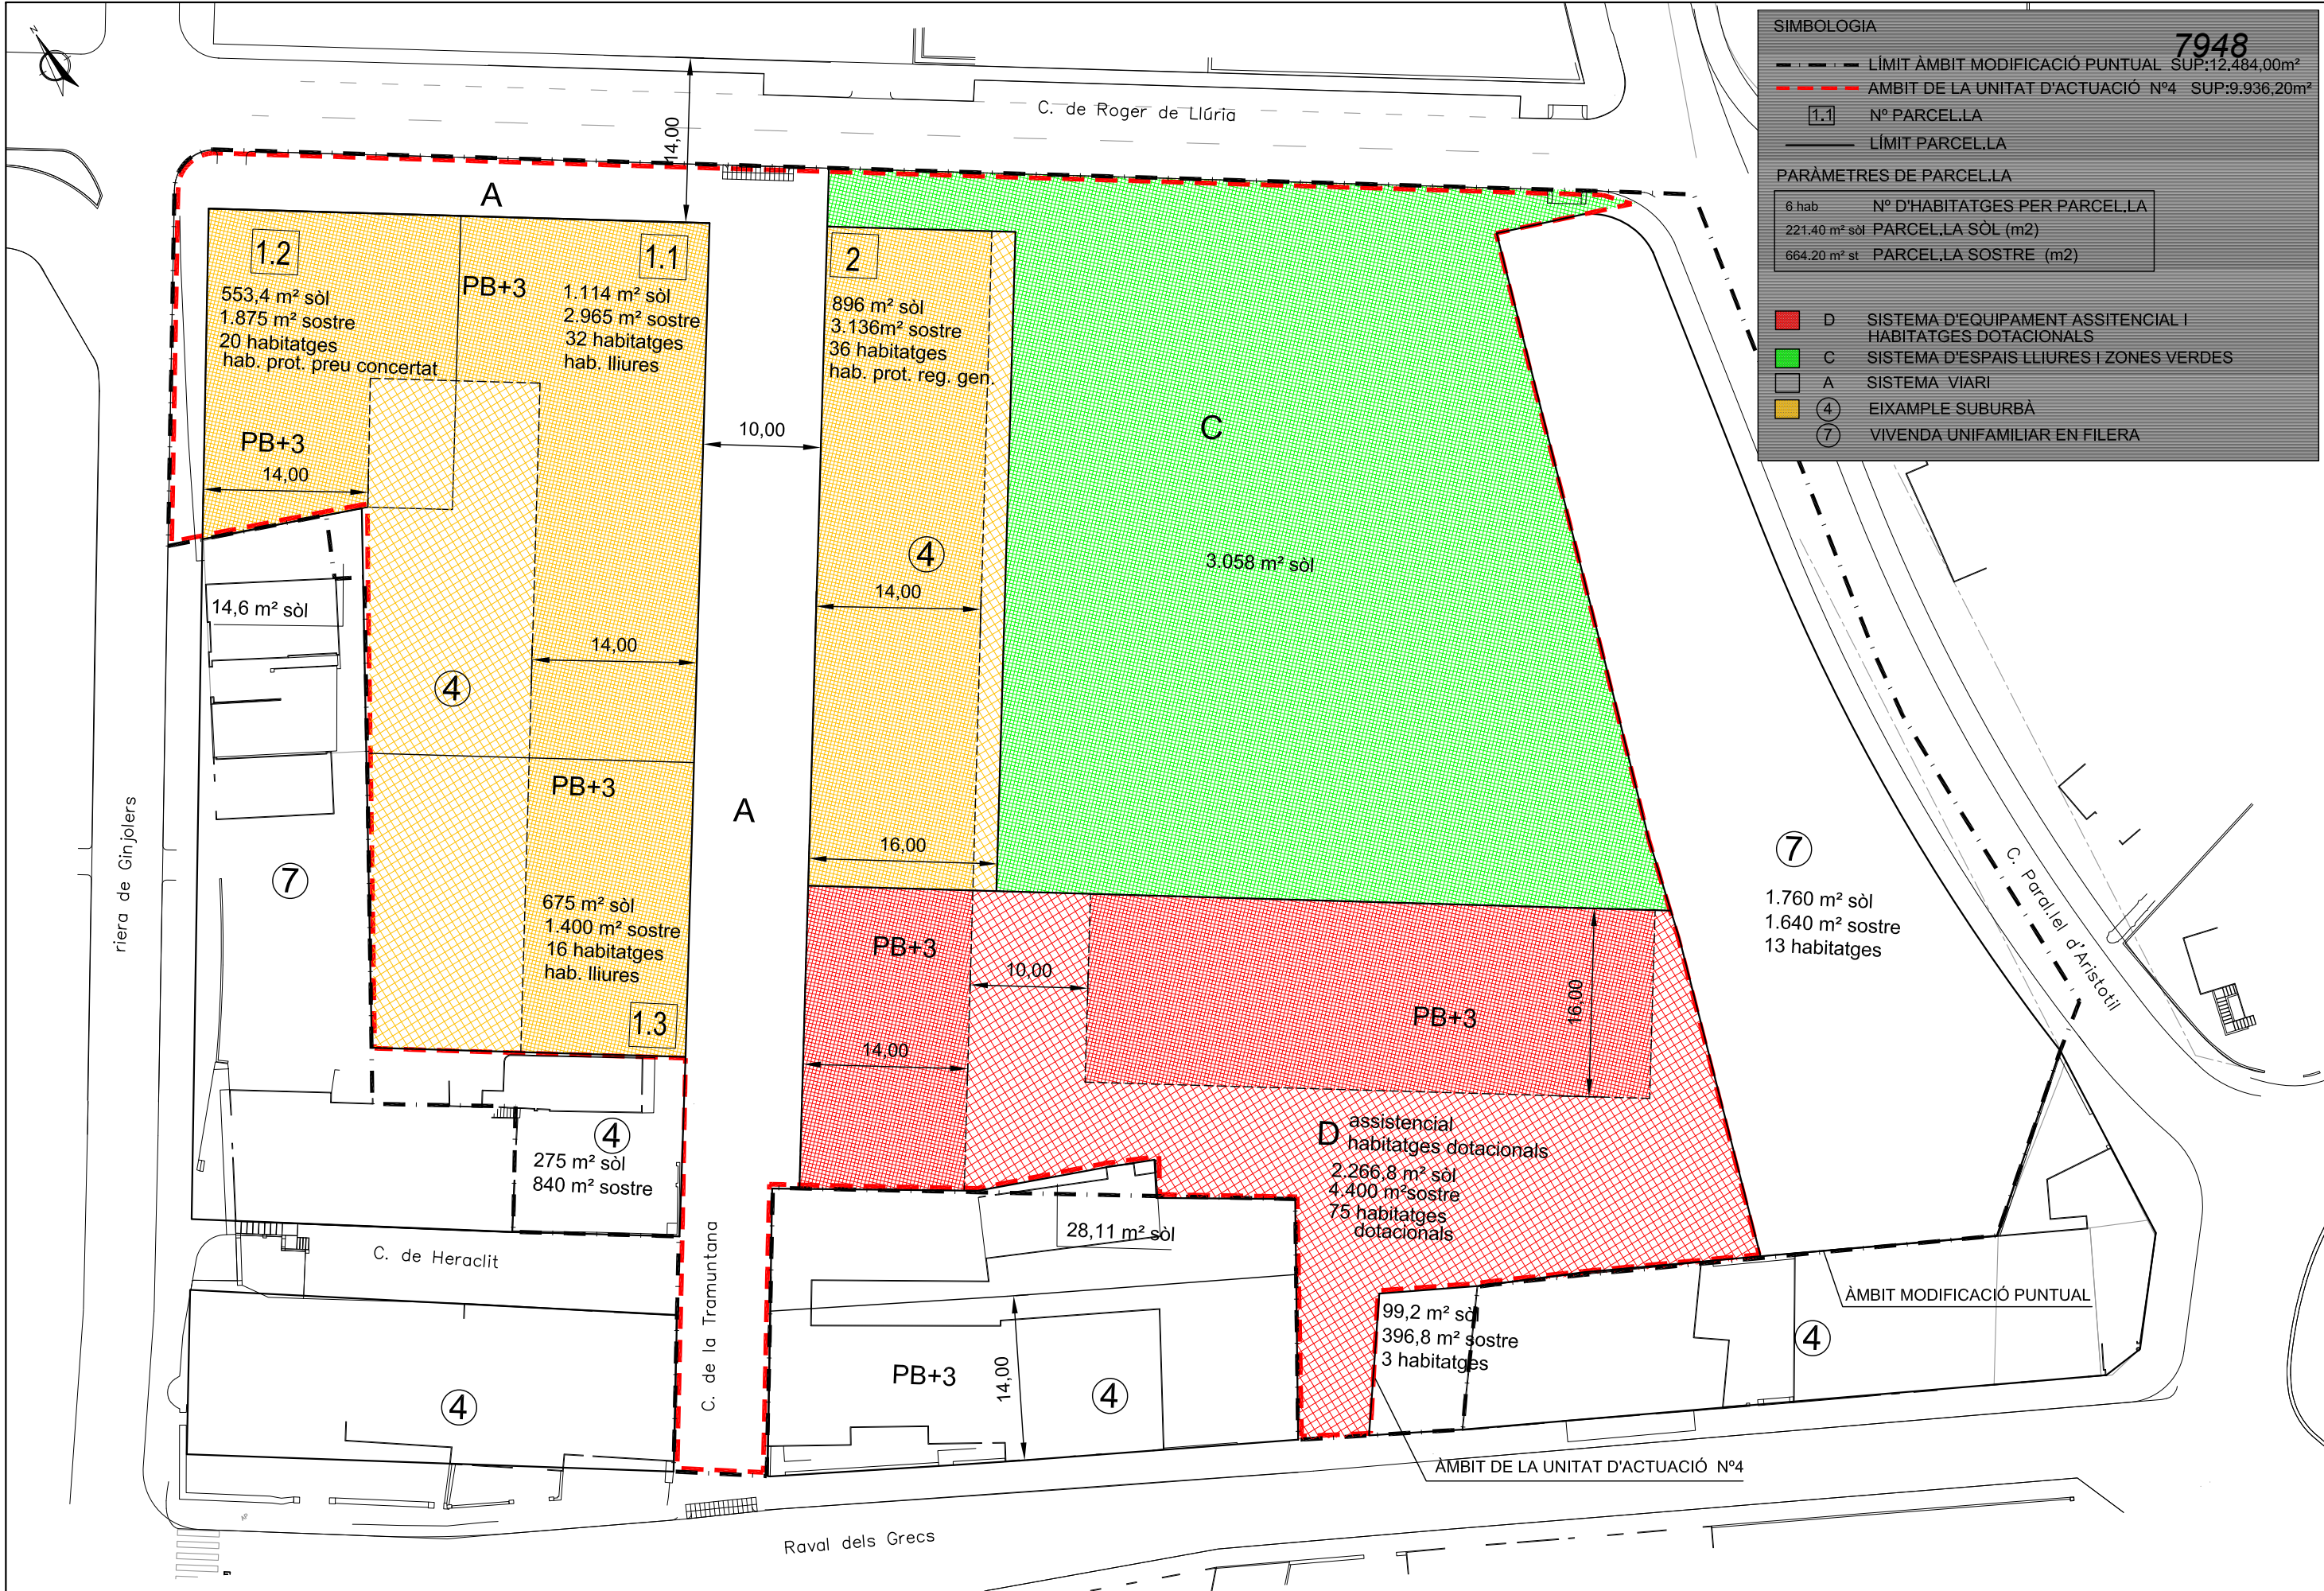 N
SIMBOLOGIA
7948
LÍMIT ÀMBIT MODIFICACIÓ PUNTUAL SUP:12.484,00m²
AMBIT DE LA UNITAT D'ACTUACIÓ Nº4 SUP:9.936,20m²
1.1 Nº PARCEL.LA
LÍMIT PARCEL.LA
PARÀMETRES DE PARCEL.LA
6 hab Nº D'HABITATGES PER PARCEL.LA
221.40 m² sòl PARCEL.LA SÒL (m2)
664.20 m² st PARCEL.LA SOSTRE (m2)
D SISTEMA D'EQUIPAMENT ASSITENCIAL I
HABITATGES DOTACIONALS
C SISTEMA D'ESPAIS LLIURES I ZONES VERDES
A SISTEMA VIARI
4 EIXAMPLE SUBURBÀ
7 VIVENDA UNIFAMILIAR EN FILERA
C. de Roger de Llúria
14,00
A
1.2
553,4 m² sòl
1.875 m² sostre
20 habitatges
hab. prot. preu concertat
PB+3
14,00
PB+3
1.1
1.114 m² sòl
2.965 m² sostre
32 habitatges
hab. lliures
10,00
2
896 m² sòl
3.136m² sostre
36 habitatges
hab. prot. reg. gen.
4
14,00
16,00
C
3.058 m² sòl
14,6 m² sòl
14,00
4
PB+3
675 m² sòl
1.400 m² sostre
16 habitatges
hab. lliures
1.3
A
7
riera de Ginjolers
7
1.760 m² sòl
1.640 m² sostre
13 habitatges
C. Paral.lel d'Aristotil
PB+3
10,00
14,00
PB+3
16,00
D assistencial
habitatges dotacionals
2.266,8 m² sòl
4.400 m²sostre
75 habitatges
dotacionals
4
275 m² sòl
840 m² sostre
28,11 m² sòl
C. de Heraclit
C. de la Tramuntana
4
PB+3
14,00
4
99,2 m² sòl
396,8 m² sostre
3 habitatges
4
ÀMBIT MODIFICACIÓ PUNTUAL
ÀMBIT DE LA UNITAT D'ACTUACIÓ Nº4
Raval dels Grecs